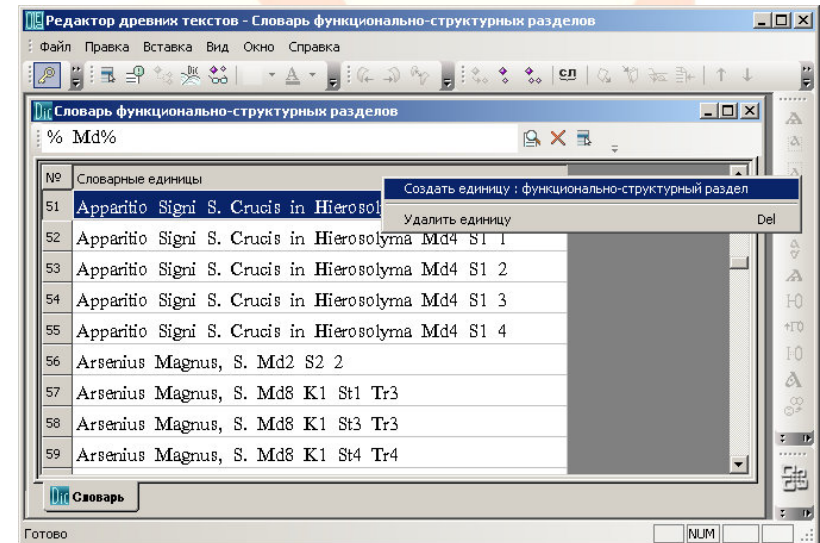 Редактор древних текстов - Словарь функционально-структурных разделов
Файл Правка Вставка Вид Окно Справка
A сл
Словарь функционально-структурных разделов
% Md%
№ Словарные единицы
51 Apparitio Signi S. Crucis in
52 Apparitio Signi S. Crucis in Hierosolyma Md4 S1 1
53 Apparitio Signi S. Crucis in Hierosolyma Md4 S1 2
54 Apparitio Signi S. Crucis in Hierosolyma Md4 S1 3
55 Apparitio Signi S. Crucis in Hierosolyma Md4 S1 4
56 Arsenius Magnus, S. Md2 S2 2
57 Arsenius Magnus, S. Md8 K1 St1 Tr3
58 Arsenius Magnus, S. Md8 K1 St3 Tr3
59 Arsenius Magnus, S. Md8 K1 St4 Tr4
Создать единицу : функционально-структурный раздел
Удалить единицу Del
Словарь
Готово NUM